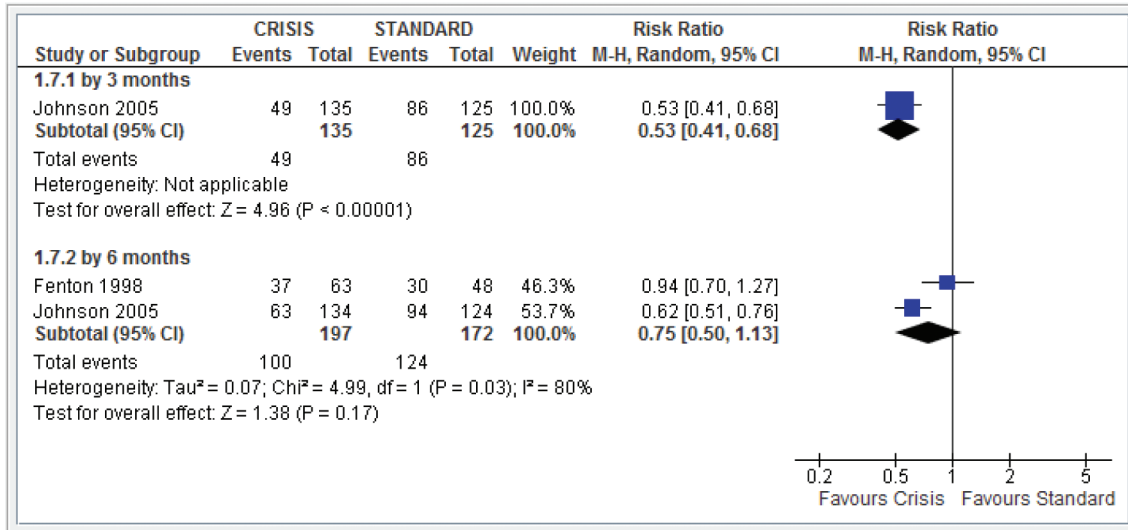 CRISIS STANDARD Risk Ratio Risk Ratio
Study or Subgroup Events Total Events Total Weight M-H, Random, 95% CI M-H, Random, 95% CI
1.7.1 by 3 months
Johnson 2005 49 135 86 125 100.0% 0.53 [0.41, 0.68]
Subtotal (95% CI) 135 125 100.0% 0.53 [0.41, 0.68]
Total events 49 86
Heterogeneity: Not applicable
Test for overall effect: Z = 4.96 (P < 0.00001)
1.7.2 by 6 months
Fenton 1998 37 63 30 48 46.3% 0.94 [0.70, 1.27]
Johnson 2005 63 134 94 124 53.7% 0.62 [0.51, 0.76]
Subtotal (95% CI) 197 172 100.0% 0.75 [0.50, 1.13]
Total events 100 124
Heterogeneity: Tau² = 0.07; Chi² = 4.99, df = 1 (P = 0.03); I² = 80%
Test for overall effect: Z = 1.38 (P = 0.17)
0.2 0.5 1 2 5
Favours Crisis Favours Standard